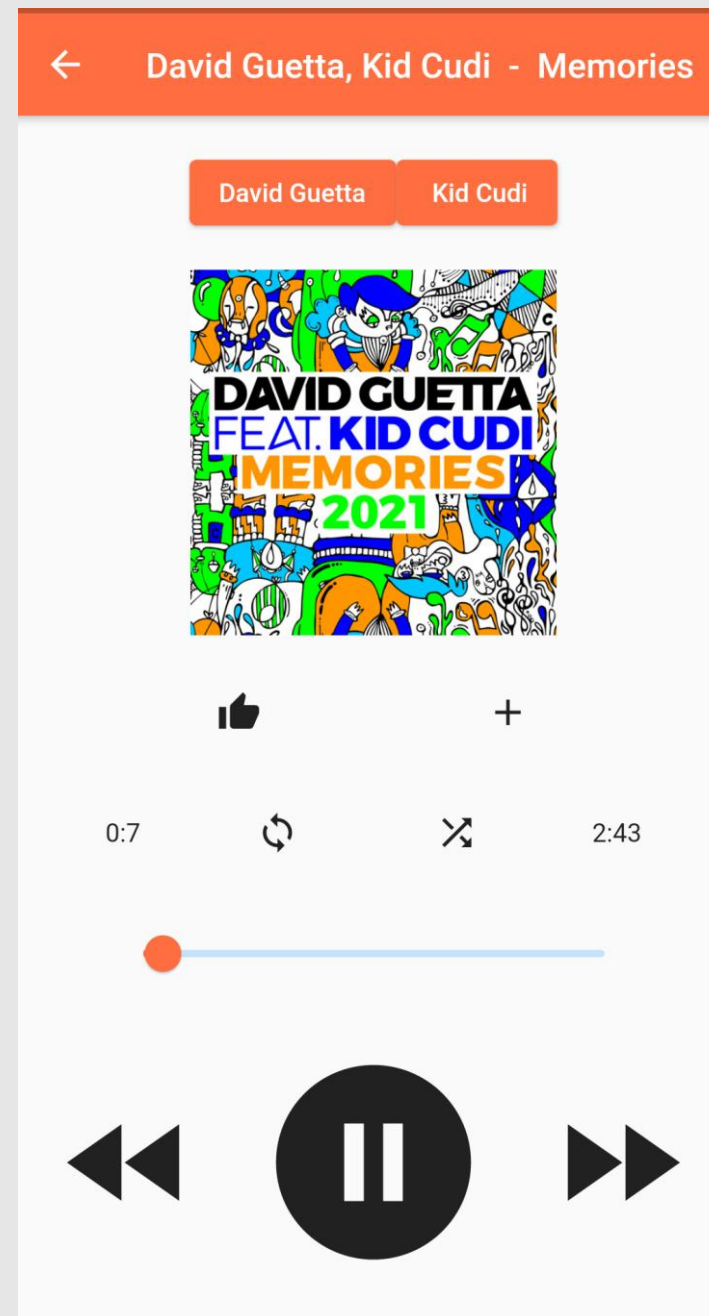 David Guetta, Kid Cudi - Memories
David Guetta Kid Cudi
DAVID GUETTA
FEAT. KID CUDI
MEMORIES
2021
0:7 2:43